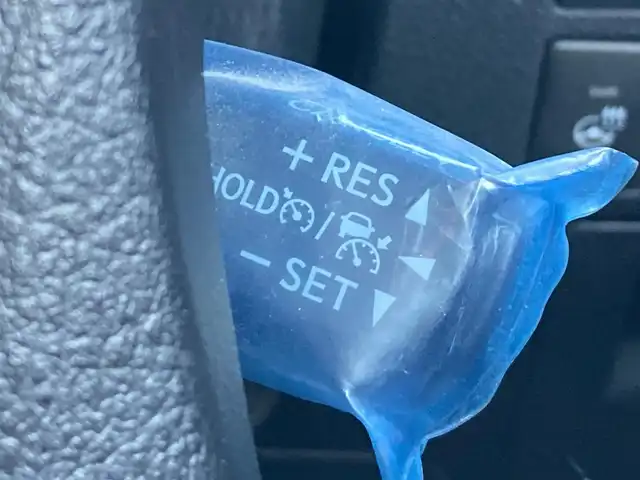 + RES
HOLD /
− SET